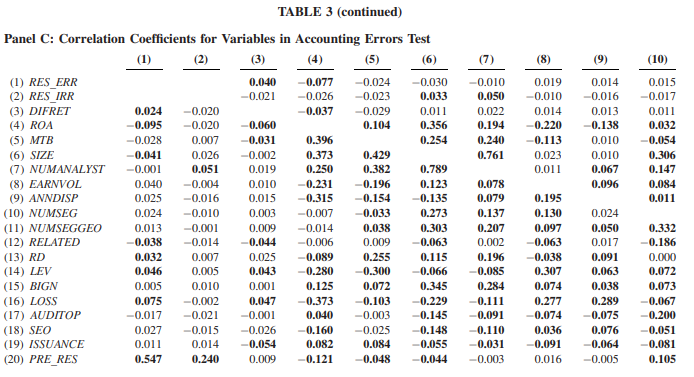 TABLE 3 (continued)
Panel C: Correlation Coefficients for Variables in Accounting Errors Test
(1) (2) (3) (4) (5) (6) (7) (8) (9) (10)
(1) RES_ERR 0.040 −0.077 −0.024 −0.030 −0.010 0.019 0.014 0.015
(2) RES_IRR −0.021 −0.026 −0.023 0.033 0.050 −0.010 −0.016 −0.017
(3) DIFRET 0.024 −0.020 −0.037 −0.029 0.011 0.022 0.014 0.013 0.011
(4) ROA −0.095 −0.020 −0.060 0.104 0.356 0.194 −0.220 −0.138 0.032
(5) MTB −0.028 0.007 −0.031 0.396 0.254 0.240 −0.113 0.010 −0.054
(6) SIZE −0.041 0.026 −0.002 0.373 0.429 0.761 0.023 0.010 0.306
(7) NUMANALYST −0.001 0.051 0.019 0.250 0.382 0.789 0.011 0.067 0.147
(8) EARNVOL 0.040 −0.004 0.010 −0.231 −0.196 0.123 0.078 0.096 0.084
(9) ANNDISP 0.025 −0.016 0.015 −0.315 −0.154 −0.135 0.079 0.195 0.011
(10) NUMSEG 0.024 −0.010 0.003 −0.007 −0.033 0.273 0.137 0.130 0.024
(11) NUMSEGGEO 0.013 −0.001 0.009 −0.014 0.038 0.303 0.207 0.097 0.050 0.332
(12) RELATED −0.038 −0.014 −0.044 −0.006 0.009 −0.063 0.002 −0.063 0.017 −0.186
(13) RD 0.032 0.007 0.025 −0.089 0.255 0.115 0.196 −0.038 0.091 0.000
(14) LEV 0.046 0.005 0.043 −0.280 −0.300 −0.066 −0.085 0.307 0.063 0.072
(15) BIGN 0.005 0.010 0.001 0.125 0.072 0.345 0.284 0.074 0.038 0.073
(16) LOSS 0.075 −0.002 0.047 −0.373 −0.103 −0.229 −0.111 0.277 0.289 −0.067
(17) AUDITOP −0.017 −0.021 −0.001 0.040 −0.003 −0.145 −0.091 −0.074 −0.075 −0.200
(18) SEO 0.027 −0.015 −0.026 −0.160 −0.025 −0.148 −0.110 0.036 0.076 −0.051
(19) ISSUANCE 0.011 0.014 −0.054 0.082 0.084 −0.055 −0.031 −0.091 −0.064 −0.081
(20) PRE_RES 0.547 0.240 0.009 −0.121 −0.048 −0.044 −0.003 0.016 −0.005 0.105